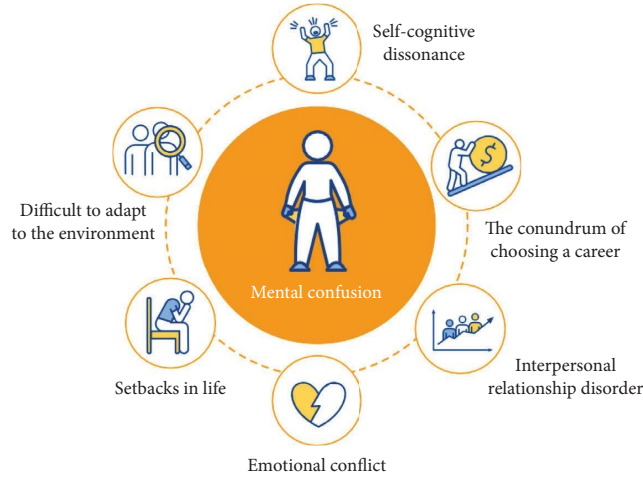 Self-cognitive
dissonance
The conundrum of
choosing a career
Interpersonal
relationship disorder
Emotional conflict
Setbacks in life
Difficult to adapt
to the environment
Mental confusion
$